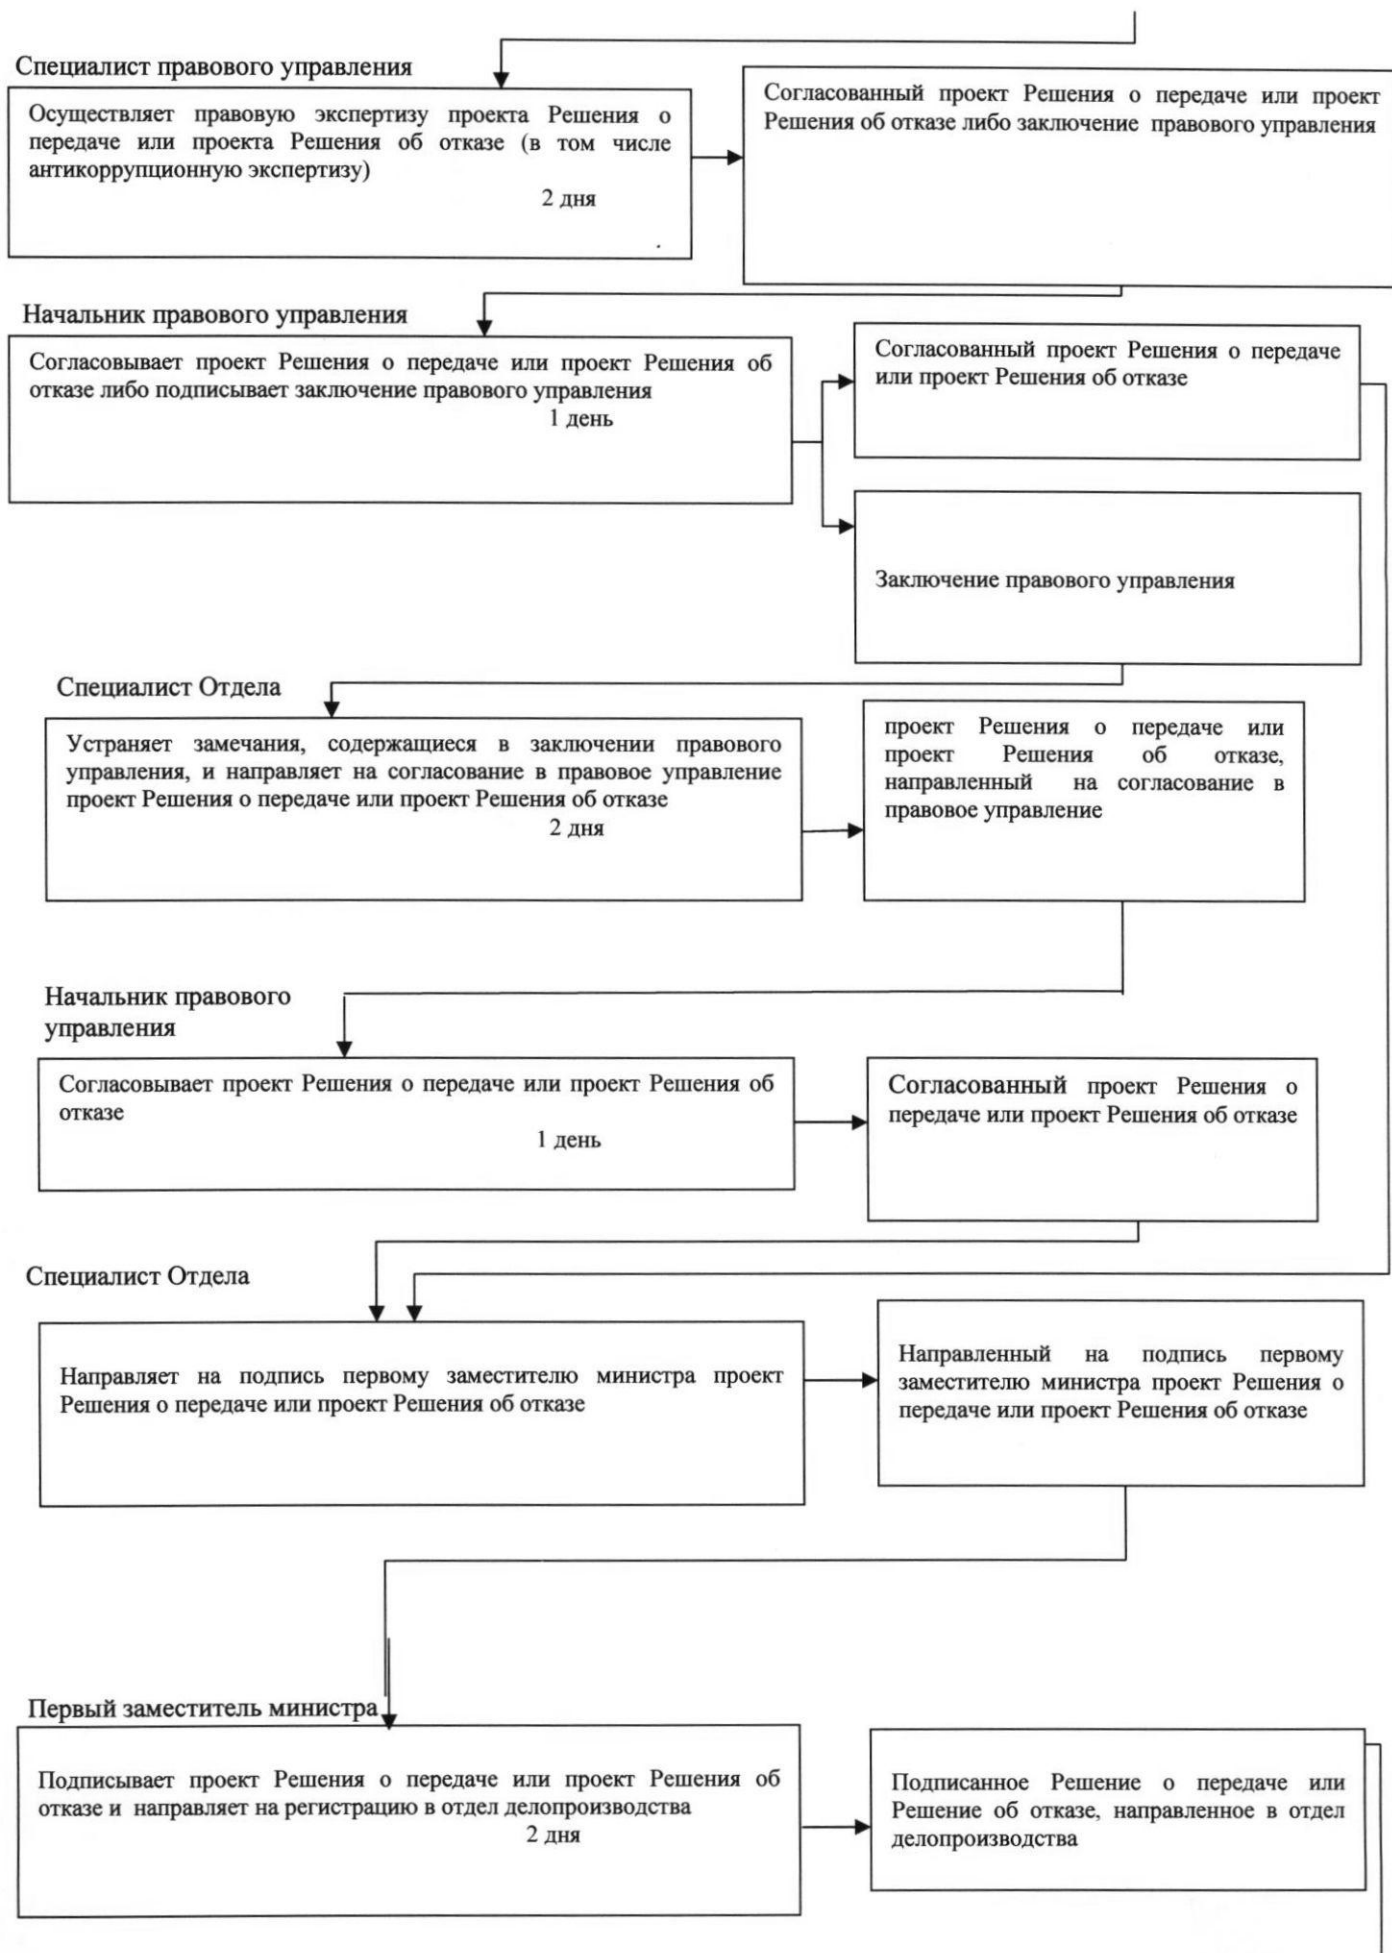 Специалист правового управления
Осуществляет правовую экспертизу проекта Решения о
передаче или проекта Решения об отказе (в том числе
антикоррупционную экспертизу)
2 дня
Согласованный проект Решения о передаче или проект
Решения об отказе либо заключение правового управления
Начальник правового управления
Согласовывает проект Решения о передаче или проект Решения об
отказе либо подписывает заключение правового управления
1 день
Согласованный проект Решения о передаче
или проект Решения об отказе
Заключение правового управления
Специалист Отдела
Устраняет замечания, содержащиеся в заключении правового
управления, и направляет на согласование в правовое управление
проект Решения о передаче или проект Решения об отказе
2 дня
проект Решения о передаче или
проект Решения об отказе,
направленный на согласование в
правовое управление
Начальник правового
управления
Согласовывает проект Решения о передаче или проект Решения об
отказе
1 день
Согласованный проект Решения о
передаче или проект Решения об отказе
Специалист Отдела
Направляет на подпись первому заместителю министра проект
Решения о передаче или проект Решения об отказе
Направленный на подпись первому
заместителю министра проект Решения о
передаче или проект Решения об отказе
Первый заместитель министра
Подписывает проект Решения о передаче или проект Решения об
отказе и направляет на регистрацию в отдел делопроизводства
2 дня
Подписанное Решение о передаче или
Решение об отказе, направленное в отдел
делопроизводства